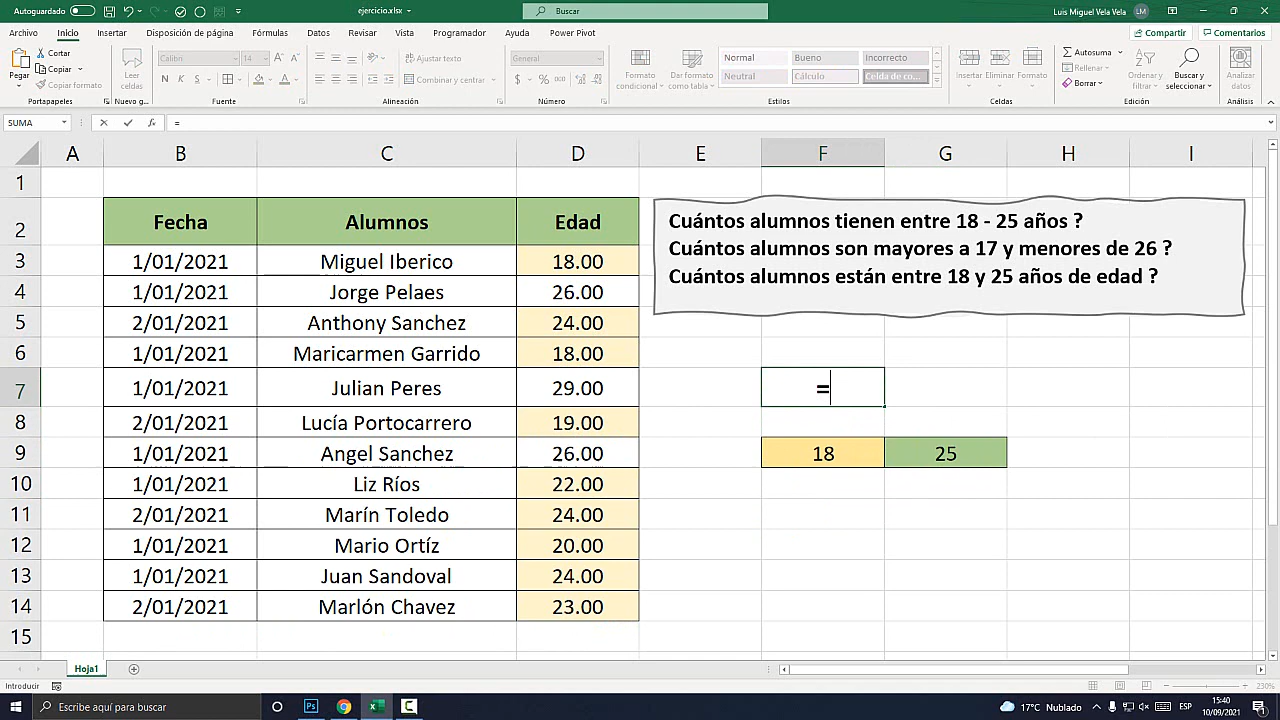 Autoguardado
ejercicio.xlsx
Buscar
Luis Miguel Vela Vela LM
Archivo Inicio Insertar Disposición de página Fórmulas Datos Revisar Vista Programador Ayuda Power Pivot Compartir Comentarios
Pegar Cortar Copiar Copiar formato Portapapeles
Leer celdas Nuevo g...
Calibri 14 N K S Fuente
Ajustar texto Combinar y centrar Alineación
General Número
Formato condicional Dar formato como tabla
Normal Bueno Incorrecto
Neutral Cálculo Celda de co...
Estilos
Insertar Eliminar Formato Celdas
Autosuma Rellenar Borrar
Ordenar y filtrar Buscar y seleccionar Edición
Analizar datos Análisis
SUMA fx =
A B C D E F G H I
1
2 Fecha Alumnos Edad
3 1/01/2021 Miguel Iberico 18.00
4 1/01/2021 Jorge Pelaes 26.00
5 2/01/2021 Anthony Sanchez 24.00
6 1/01/2021 Maricarmen Garrido 18.00
7 1/01/2021 Julian Peres 29.00 =
8 2/01/2021 Lucía Portocarrero 19.00
9 1/01/2021 Angel Sanchez 26.00 18 25
10 1/01/2021 Liz Ríos 22.00
11 2/01/2021 Marín Toledo 24.00
12 1/01/2021 Mario Ortíz 20.00
13 1/01/2021 Juan Sandoval 24.00
14 2/01/2021 Marlón Chavez 23.00
15
Cuántos alumnos tienen entre 18 - 25 años ?
Cuántos alumnos son mayores a 17 y menores de 26 ?
Cuántos alumnos están entre 18 y 25 años de edad ?
Hoja1
Introducir
230%
Escribe aquí para buscar
17°C Nublado
ESP
15:40
10/09/2021